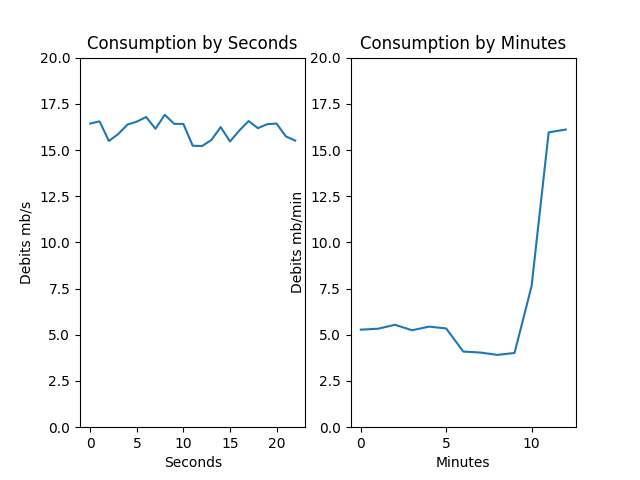 Consumption by Seconds
20.0
17.5
15.0
12.5
10.0
7.5
5.0
2.5
0.0
Debits mb/s
0 5 10 15 20
Seconds
Consumption by Minutes
20.0
17.5
15.0
12.5
10.0
7.5
5.0
2.5
0.0
Debits mb/min
0 5 10
Minutes